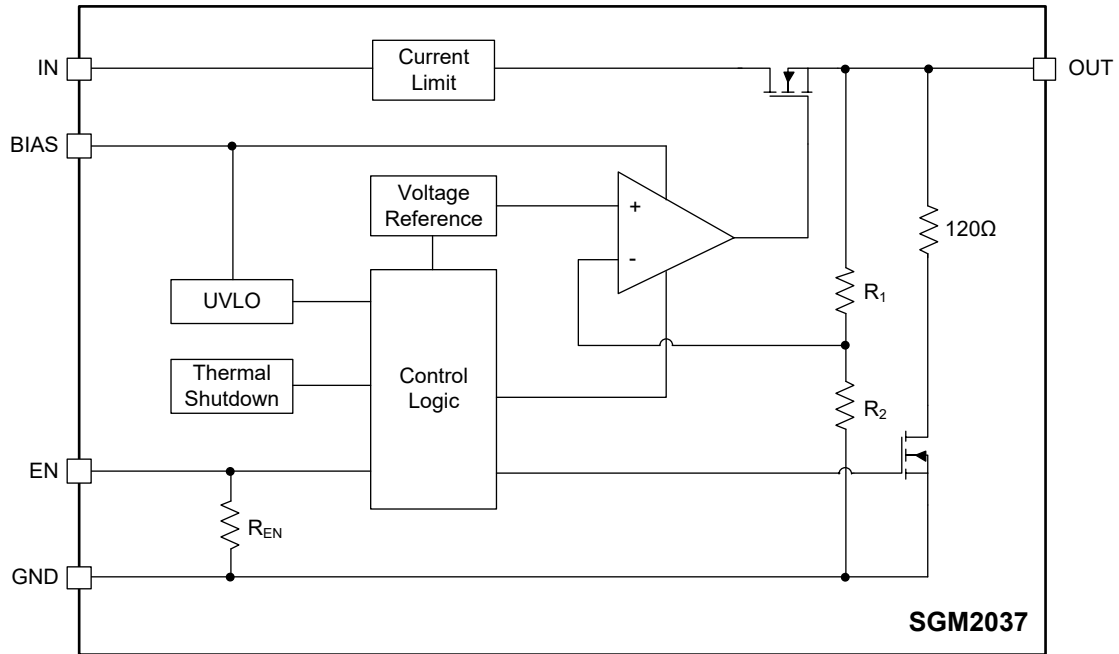 IN
Current
Limit
OUT
BIAS
Voltage
Reference
+
-
120Ω
UVLO
R1
Thermal
Shutdown
Control
Logic
R2
EN
REN
GND
SGM2037